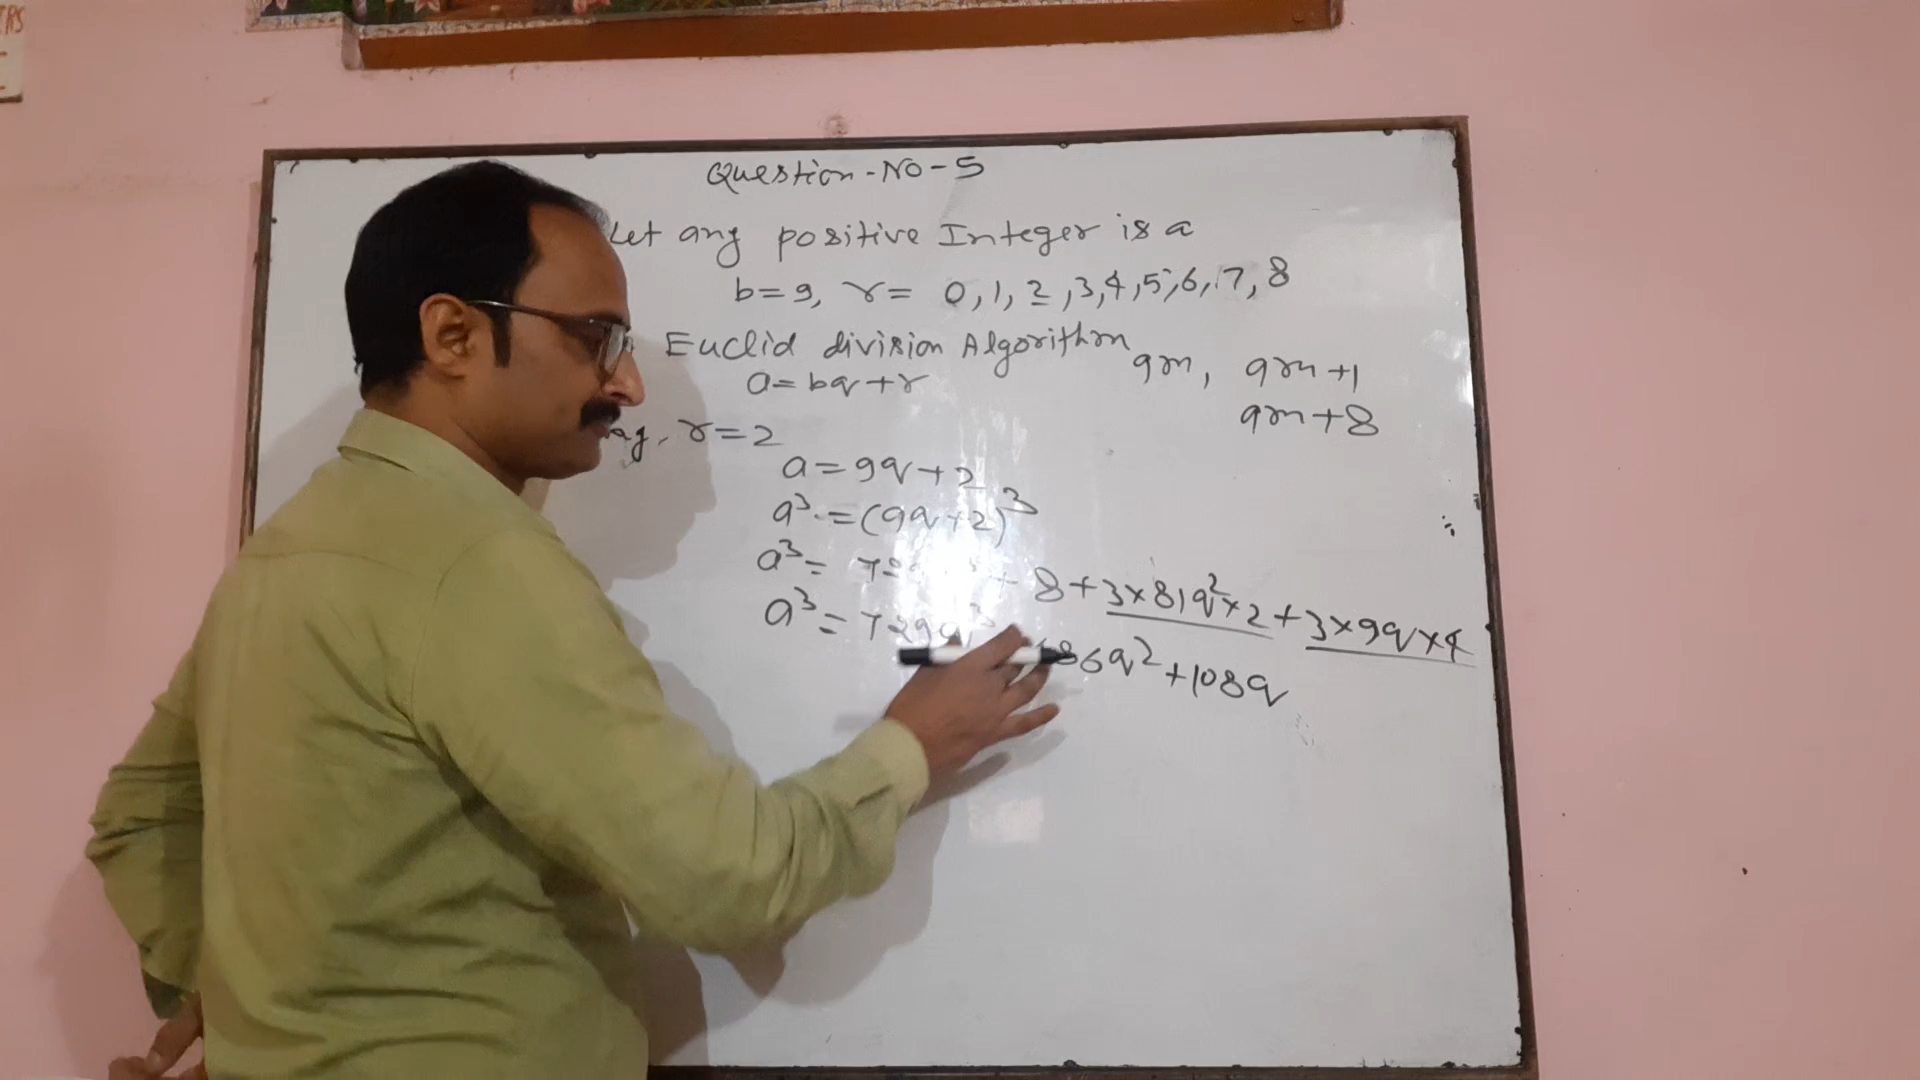 Question-No-5
Let any positive Integer is a
b=9, r= 0,1,2,3,4,5,6,7,8
Euclid division Algorithm
9m, 9m+1
9m+8
a=bq+r
r=2
a=9q+2
a³=(9q+2)³
a³= 8+3×81q²×2+3×9q×4
a³=729q³ 86q²+108q